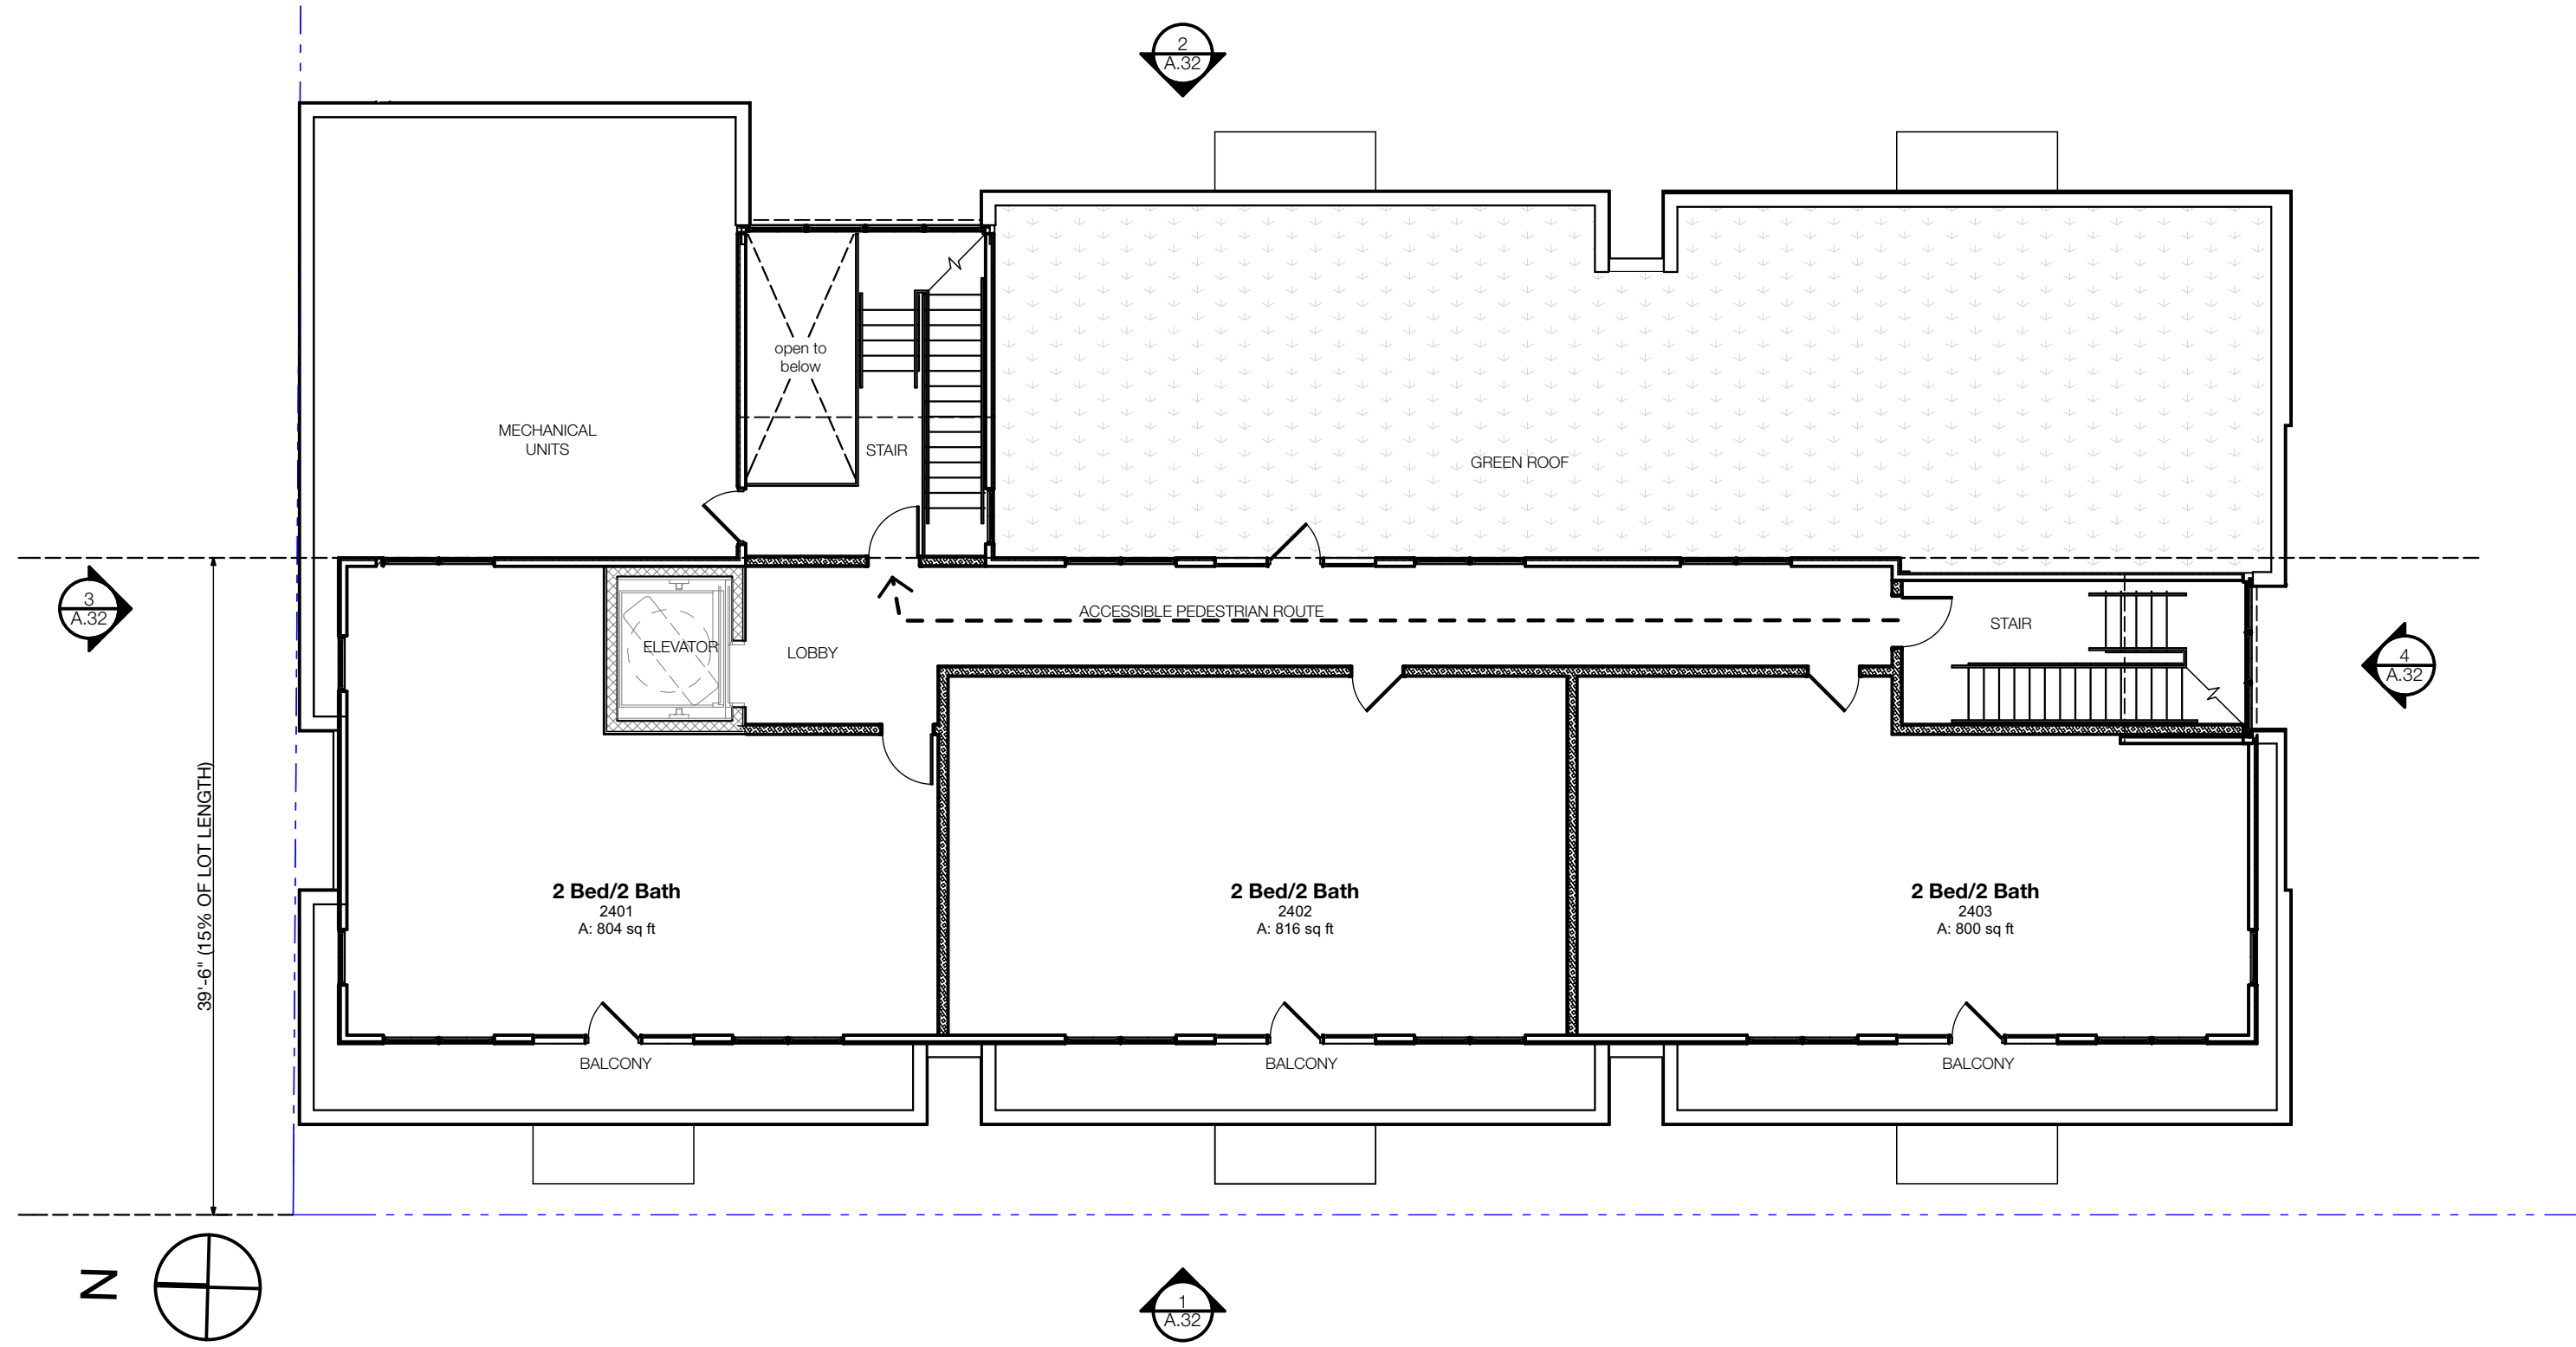 2
A.32
open to
below
MECHANICAL
UNITS
STAIR
GREEN ROOF
3
A.32
ACCESSIBLE PEDESTRIAN ROUTE
STAIR
ELEVATOR
LOBBY
4
A.32
39'-6" (15% OF LOT LENGTH)
2 Bed/2 Bath
2401
A: 804 sq ft
2 Bed/2 Bath
2402
A: 816 sq ft
2 Bed/2 Bath
2403
A: 800 sq ft
BALCONY
BALCONY
BALCONY
N
1
A.32